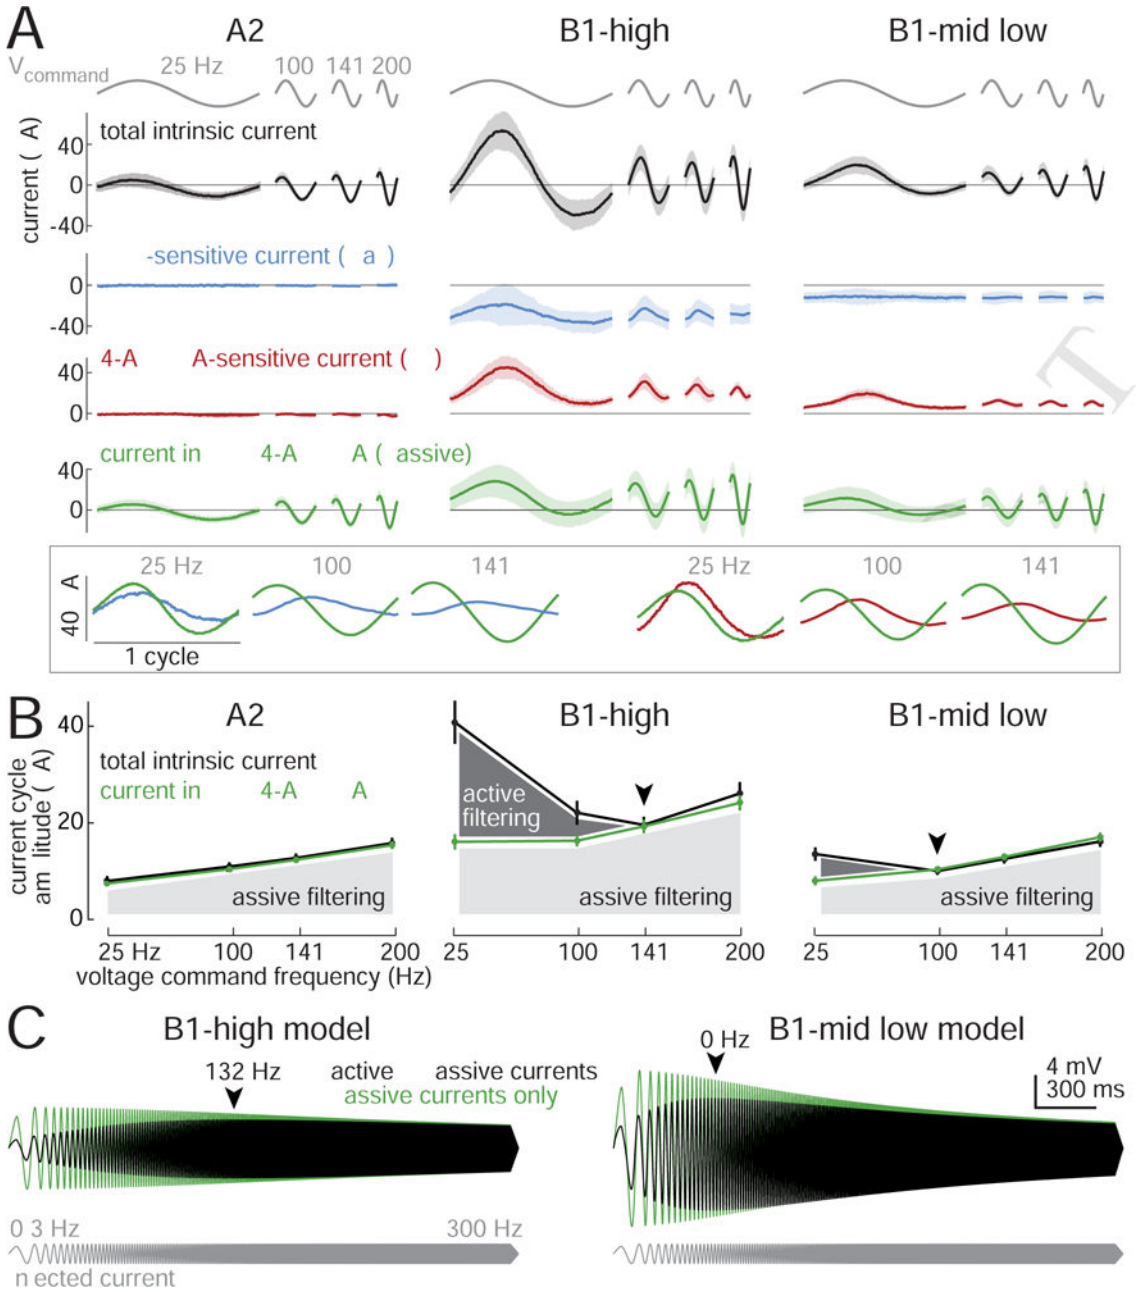 A
A2 B1-high B1-mid low
Vcommand 25 Hz 100 141 200
total intrinsic current
current ( A)
40
0
-40
-sensitive current ( a )
0
-40
4-A A-sensitive current ( )
40
0
current in 4-A A ( assive)
40
0
25 Hz 100 141 25 Hz 100 141
40 A
1 cycle
B
A2 B1-high B1-mid low
total intrinsic current
current in 4-A A
current cycle
am litude ( A)
40
20
0
active
filtering
assive filtering assive filtering assive filtering
25 Hz 100 141 200 25 100 141 200 25 100 141 200
voltage command frequency (Hz)
C
B1-high model B1-mid low model
132 Hz active assive currents
assive currents only
0 Hz
4 mV
300 ms
0 3 Hz 300 Hz
n ected current
T